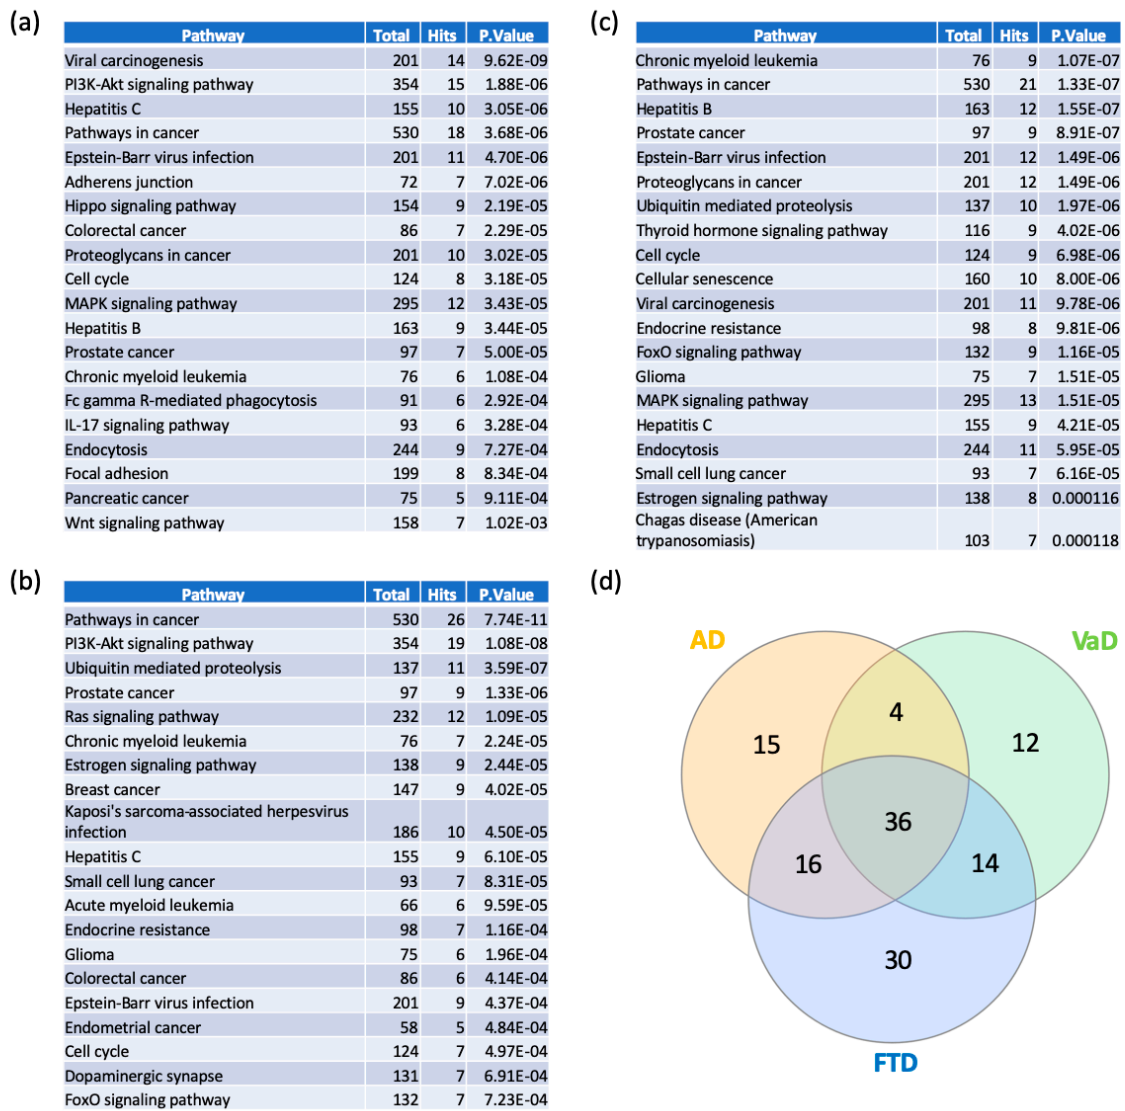 (a)
Pathway Total Hits P.Value
Viral carcinogenesis 201 14 9.62E-09
PI3K-Akt signaling pathway 354 15 1.88E-06
Hepatitis C 155 10 3.05E-06
Pathways in cancer 530 18 3.68E-06
Epstein-Barr virus infection 201 11 4.70E-06
Adherens junction 72 7 7.02E-06
Hippo signaling pathway 154 9 2.19E-05
Colorectal cancer 86 7 2.29E-05
Proteoglycans in cancer 201 10 3.02E-05
Cell cycle 124 8 3.18E-05
MAPK signaling pathway 295 12 3.43E-05
Hepatitis B 163 9 3.44E-05
Prostate cancer 97 7 5.00E-05
Chronic myeloid leukemia 76 6 1.08E-04
Fc gamma R-mediated phagocytosis 91 6 2.92E-04
IL-17 signaling pathway 93 6 3.28E-04
Endocytosis 244 9 7.27E-04
Focal adhesion 199 8 8.34E-04
Pancreatic cancer 75 5 9.11E-04
Wnt signaling pathway 158 7 1.02E-03
(b)
Pathway Total Hits P.Value
Pathways in cancer 530 26 7.74E-11
PI3K-Akt signaling pathway 354 19 1.08E-08
Ubiquitin mediated proteolysis 137 11 3.59E-07
Prostate cancer 97 9 1.33E-06
Ras signaling pathway 232 12 1.09E-05
Chronic myeloid leukemia 76 7 2.24E-05
Estrogen signaling pathway 138 9 2.44E-05
Breast cancer 147 9 4.02E-05
Kaposi's sarcoma-associated herpesvirus
infection 186 10 4.50E-05
Hepatitis C 155 9 6.10E-05
Small cell lung cancer 93 7 8.31E-05
Acute myeloid leukemia 66 6 9.59E-05
Endocrine resistance 98 7 1.16E-04
Glioma 75 6 1.96E-04
Colorectal cancer 86 6 4.14E-04
Epstein-Barr virus infection 201 9 4.37E-04
Endometrial cancer 58 5 4.84E-04
Cell cycle 124 7 4.97E-04
Dopaminergic synapse 131 7 6.91E-04
FoxO signaling pathway 132 7 7.23E-04
(c)
Pathway Total Hits P.Value
Chronic myeloid leukemia 76 9 1.07E-07
Pathways in cancer 530 21 1.33E-07
Hepatitis B 163 12 1.55E-07
Prostate cancer 97 9 8.91E-07
Epstein-Barr virus infection 201 12 1.49E-06
Proteoglycans in cancer 201 12 1.49E-06
Ubiquitin mediated proteolysis 137 10 1.97E-06
Thyroid hormone signaling pathway 116 9 4.02E-06
Cell cycle 124 9 6.98E-06
Cellular senescence 160 10 8.00E-06
Viral carcinogenesis 201 11 9.78E-06
Endocrine resistance 98 8 9.81E-06
FoxO signaling pathway 132 9 1.16E-05
Glioma 75 7 1.51E-05
MAPK signaling pathway 295 13 1.51E-05
Hepatitis C 155 9 4.21E-05
Endocytosis 244 11 5.95E-05
Small cell lung cancer 93 7 6.16E-05
Estrogen signaling pathway 138 8 0.000116
Chagas disease (American
trypanosomiasis) 103 7 0.000118
(d)
AD
VaD
4
15
12
36
16
14
30
FTD